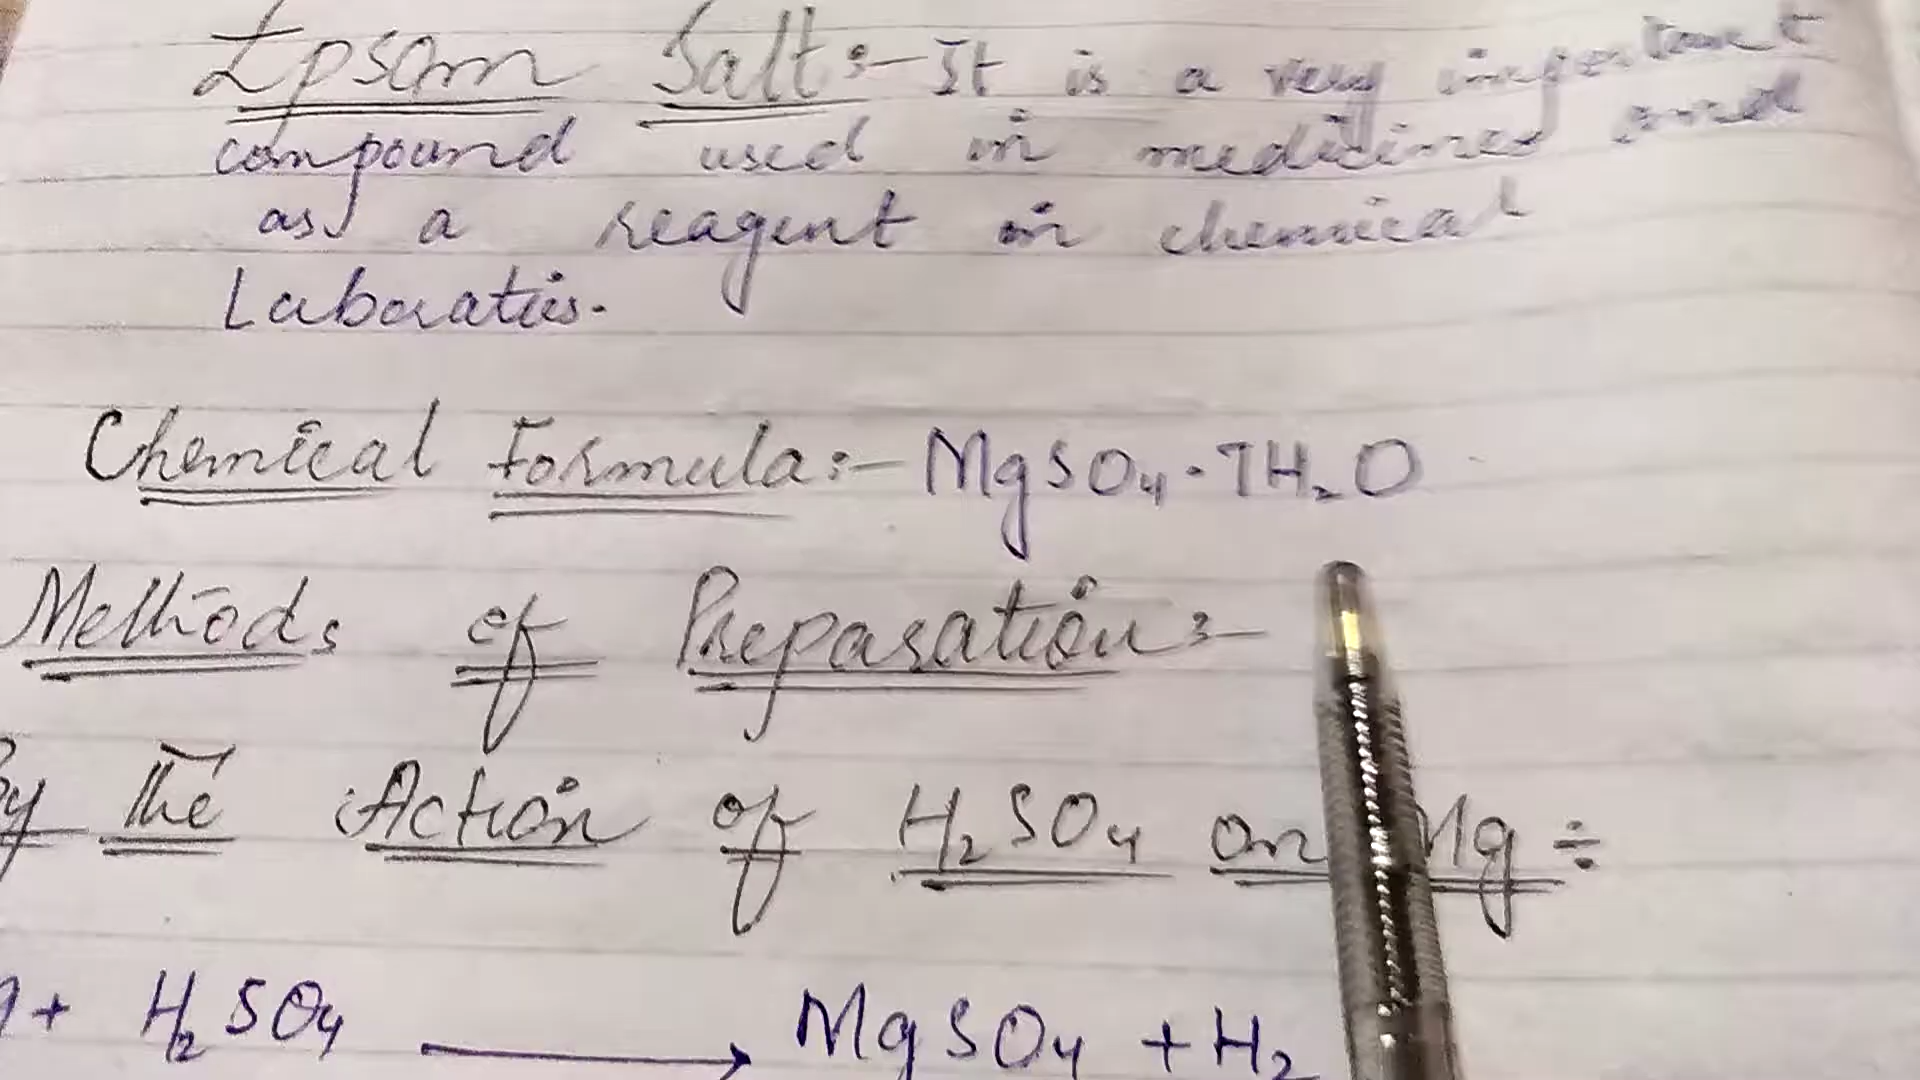 Epsom Salt:- It is a very important
compound used in medicines and
as a reagent in chemical
Laboraties.
Chemical Formula:- MgSO₄·7H₂O
Methods of Preparation:-
By the Action of H₂SO₄ on Mg ÷
+ H₂SO₄ → MgSO₄ + H₂